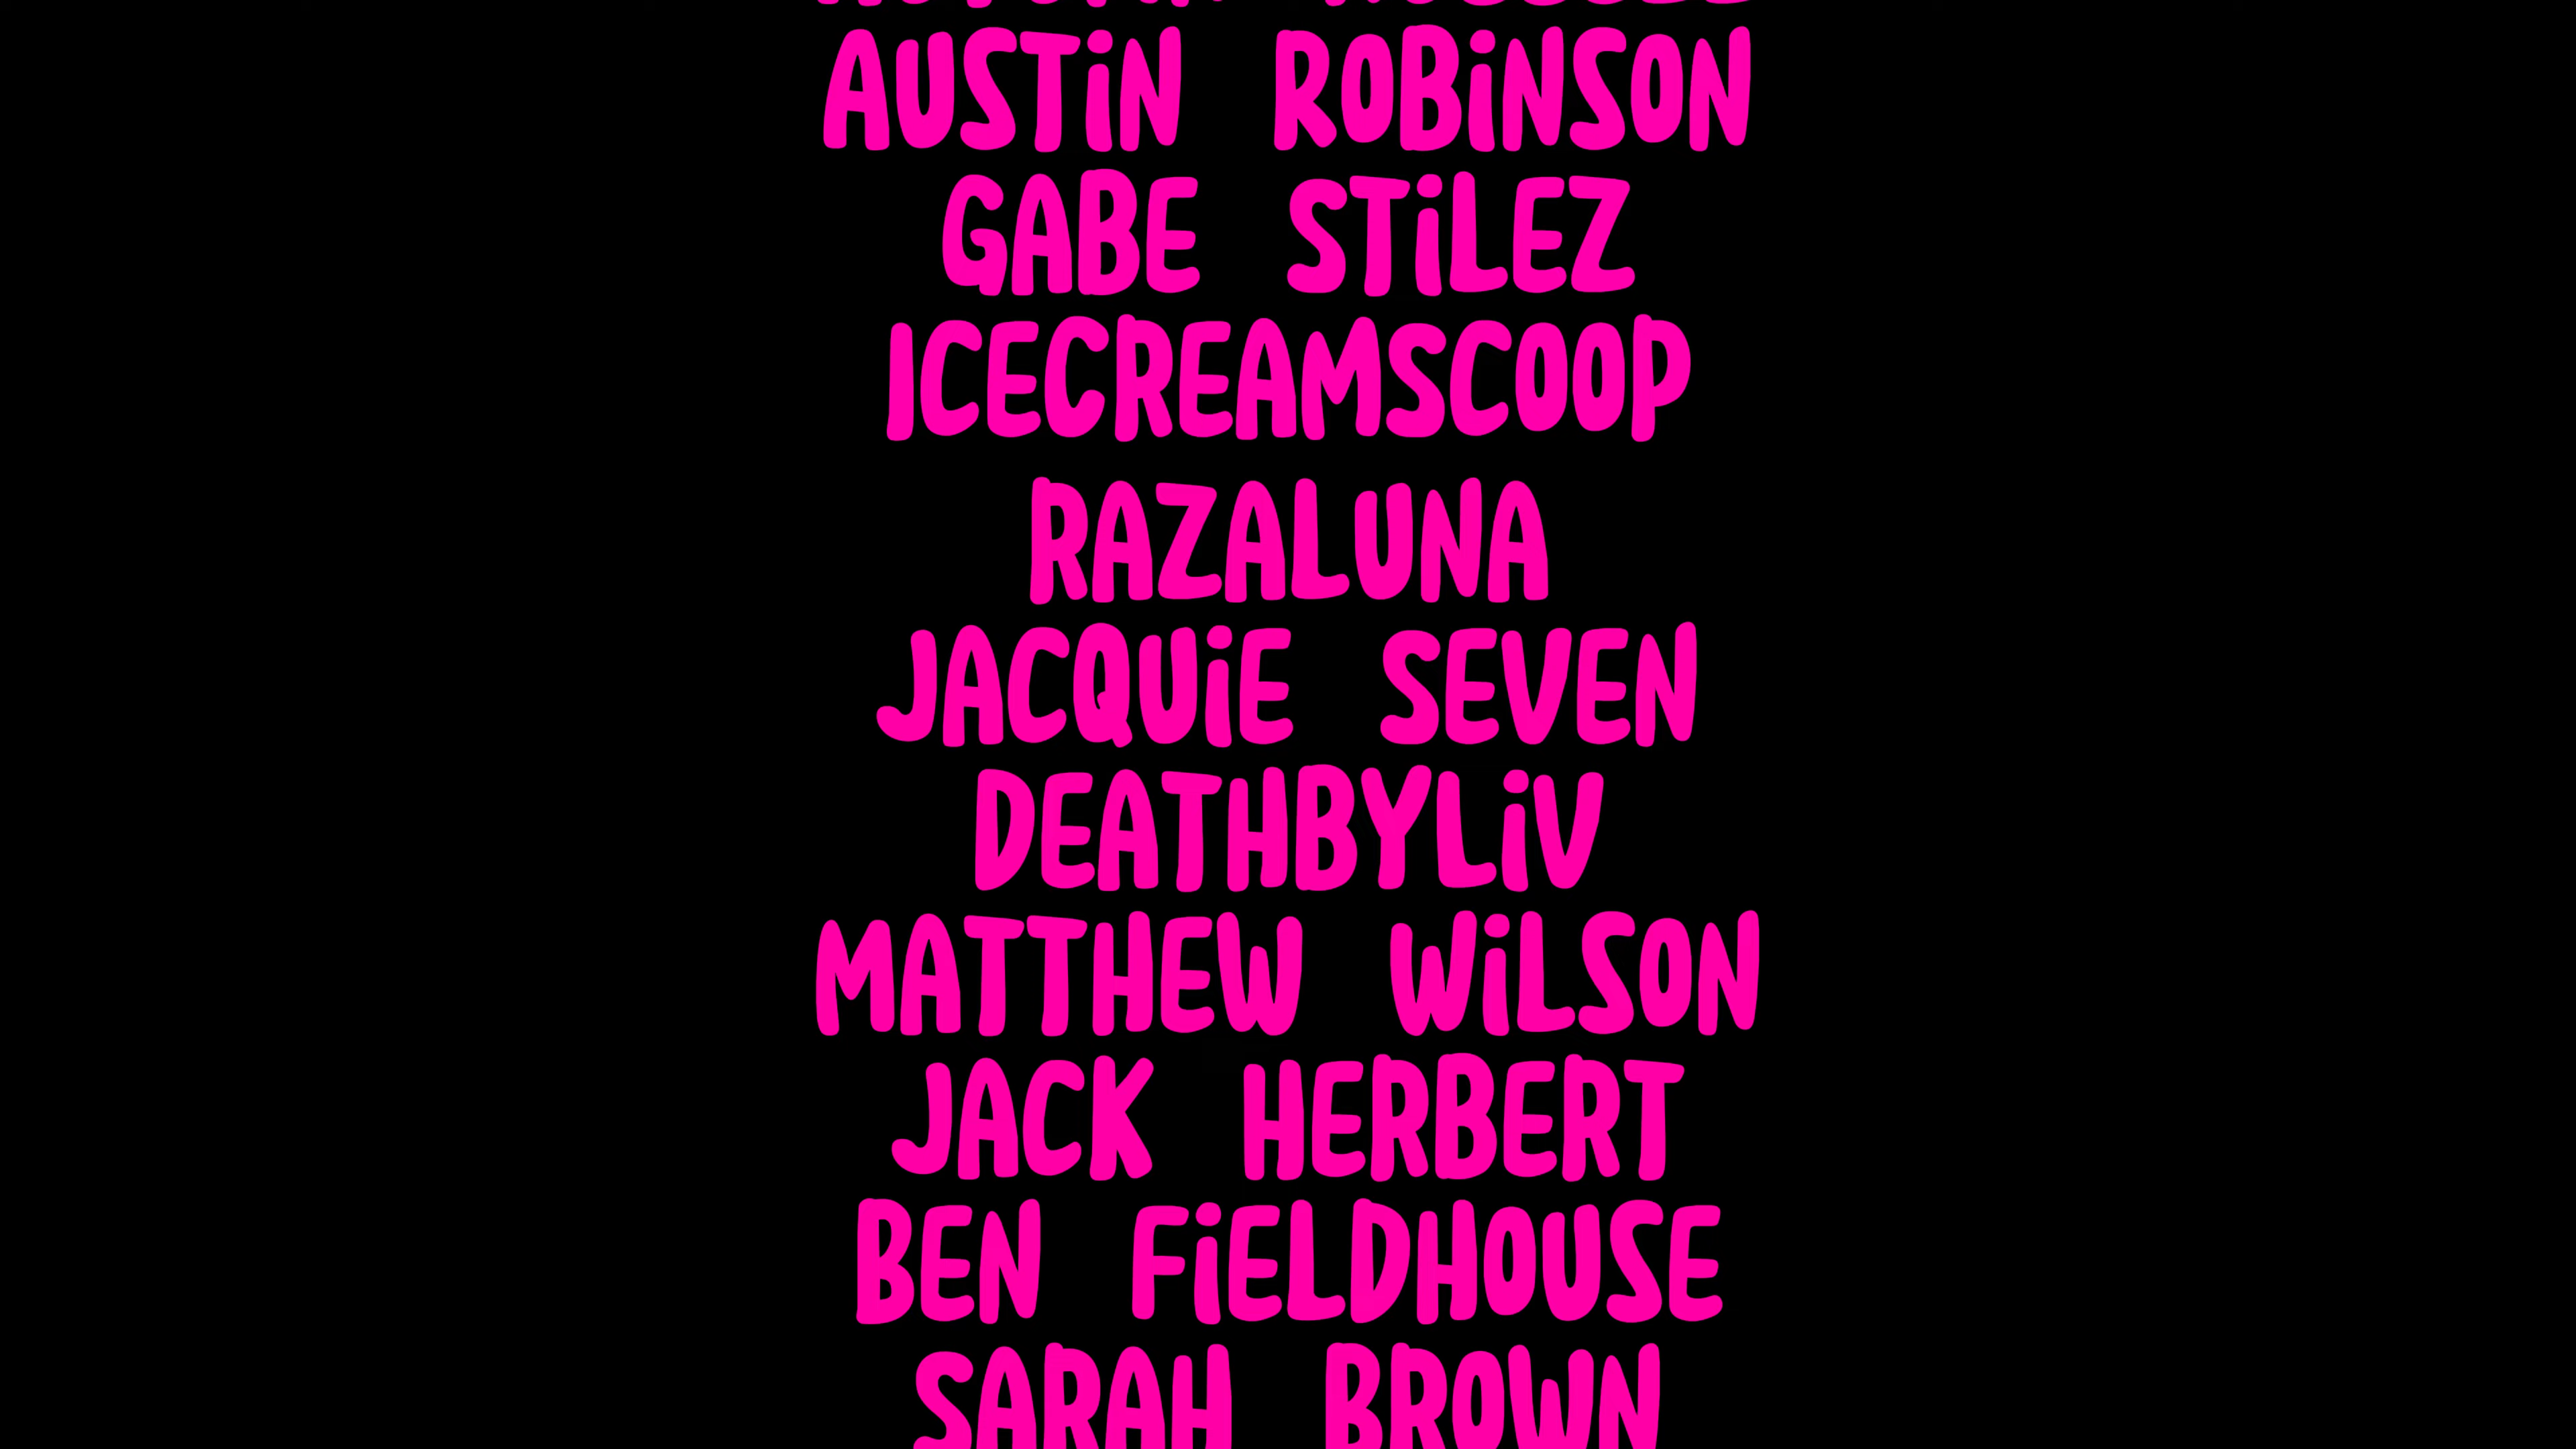 AUSTiN ROBiNSON
GABE STiLEZ
ICECREAMSCOOP
RAZALUNA
JACQUiE SEVEN
DEATHBYLiV
MATTHEW WiLSON
JACK HERBERT
BEN FiELDHOUSE
SARAH BROWN